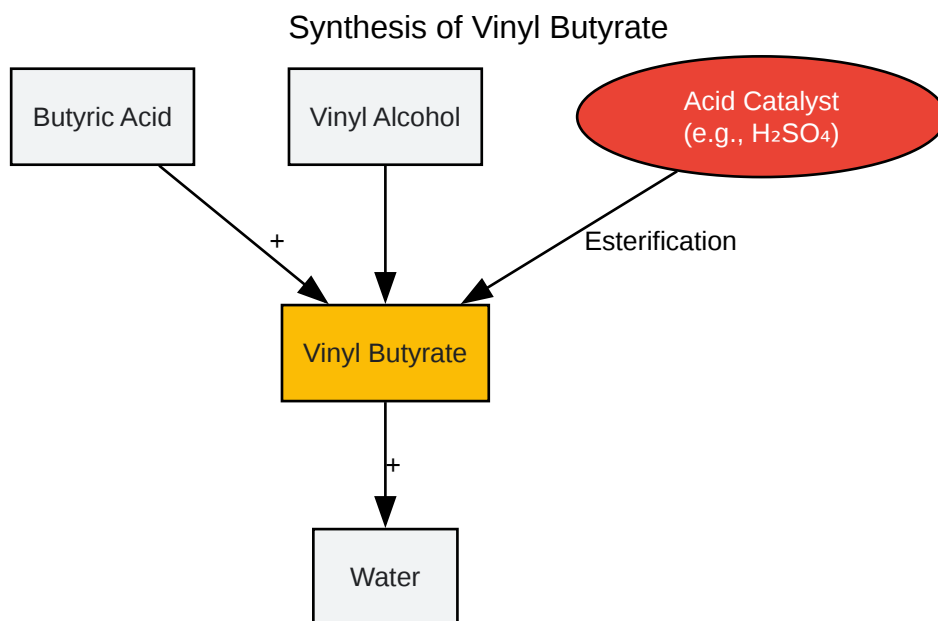 Synthesis of Vinyl Butyrate
Butyric Acid
Vinyl Alcohol
Acid Catalyst
(e.g., H₂SO₄)
+
Esterification
Vinyl Butyrate
+
Water